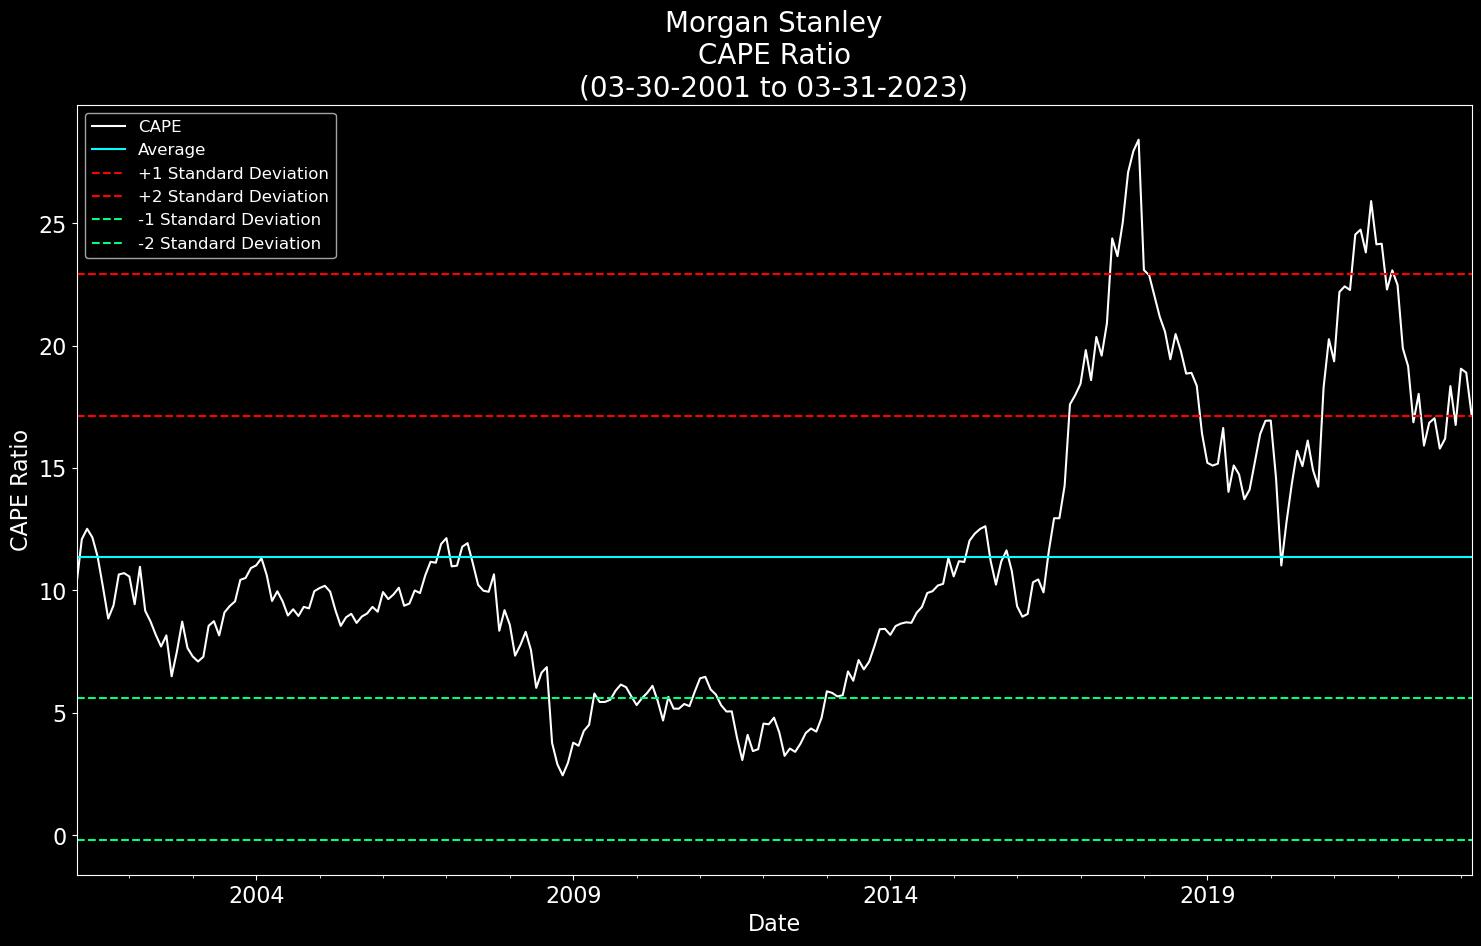 Morgan Stanley
CAPE Ratio
(03-30-2001 to 03-31-2023)
CAPE
Average
+1 Standard Deviation
+2 Standard Deviation
-1 Standard Deviation
-2 Standard Deviation
CAPE Ratio
25
20
15
10
5
0
2004 2009 2014 2019
Date